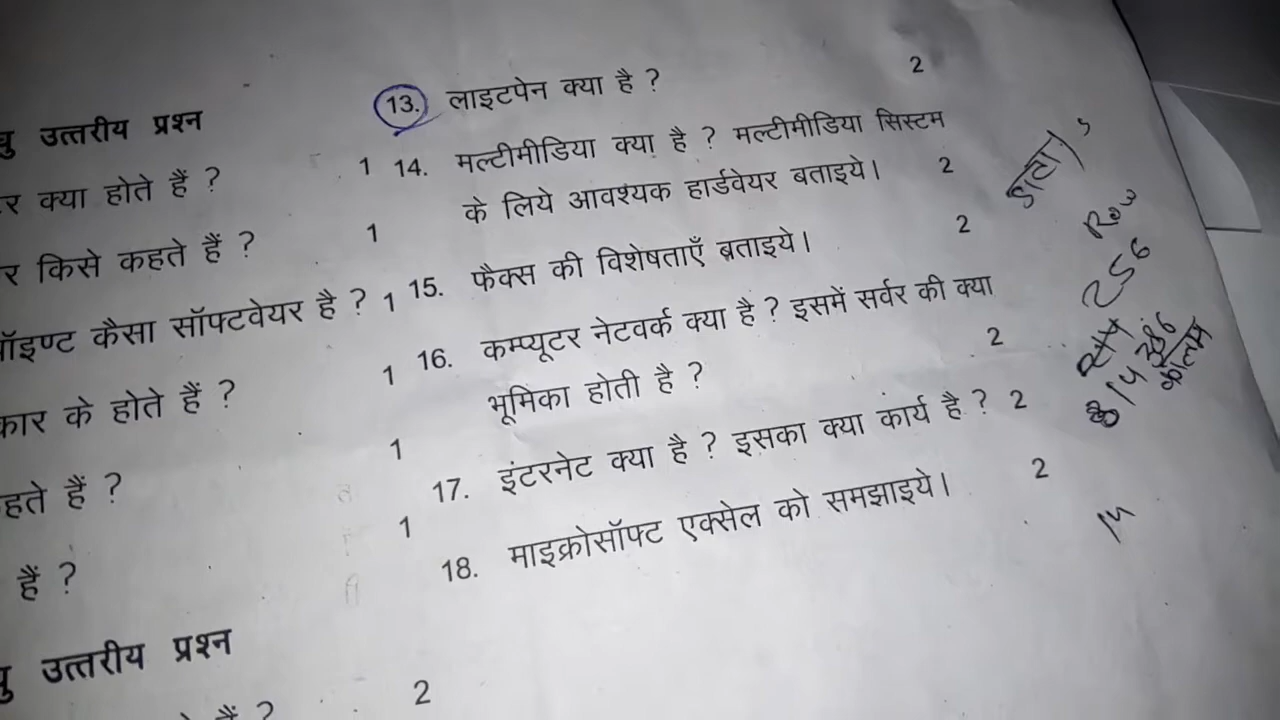 उत्तरीय प्रश्न
क्या होते हैं ? 1
किसे कहते हैं ? 1
कैसा सॉफ्टवेयर है ? 1
के होते हैं ? 1
हैं ? 1
हैं ? 1
उत्तरीय प्रश्न
हैं ? 2
13. लाइटपेन क्या है ? 2
14. मल्टीमीडिया क्या है ? मल्टीमीडिया सिस्टम
के लिये आवश्यक हार्डवेयर बताइये। 2
15. फैक्स की विशेषताएँ बताइये। 2
16. कम्प्यूटर नेटवर्क क्या है ? इसमें सर्वर की क्या
भूमिका होती है ? 2
17. इंटरनेट क्या है ? इसका क्या कार्य है ? 2
18. माइक्रोसॉफ्ट एक्सेल को समझाइये। 2
डाटा
Row
256
कालम